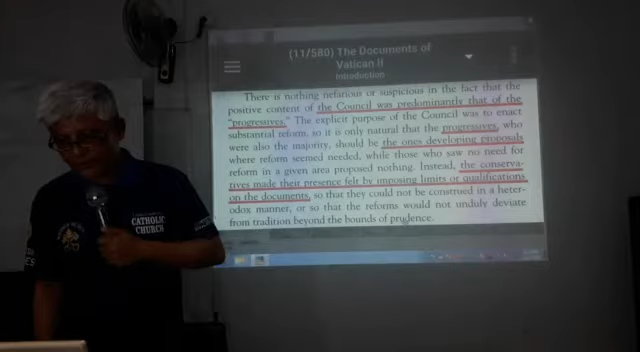 (11/580) The Documents of
Vatican II
Introduction
There is nothing nefarious or suspicious in the fact that the
positive content of the Council was predominantly that of the
"progressives." The explicit purpose of the Council was to enact
substantial reform, so it is only natural that the progressives, who
were also the majority, should be the ones developing proposals
where reform seemed needed, while those who saw no need for
reform in a given area proposed nothing. Instead, the conserva-
tives made their presence felt by imposing limits or qualifications
on the documents, so that they could not be construed in a heter-
odox manner, or so that the reforms would not unduly deviate
from tradition beyond the bounds of prudence.
CATHOLIC
CHURCH